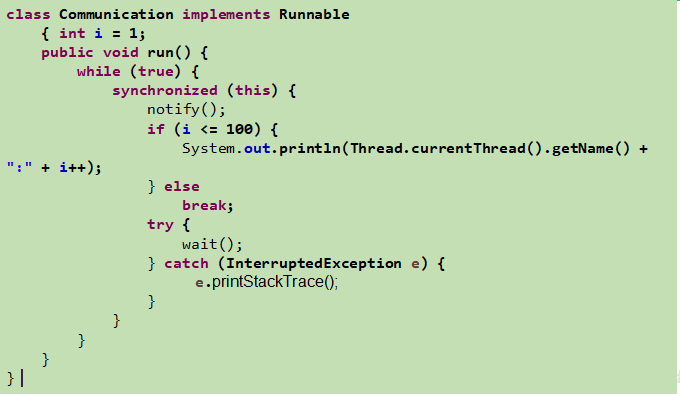 class Communication implements Runnable
{ int i = 1;
public void run() {
while (true) {
synchronized (this) {
notify();
if (i <= 100) {
System.out.println(Thread.currentThread().getName() +
":" + i++);
} else
break;
try {
wait();
} catch (InterruptedException e) {
e.printStackTrace();
}
}
}
}
}